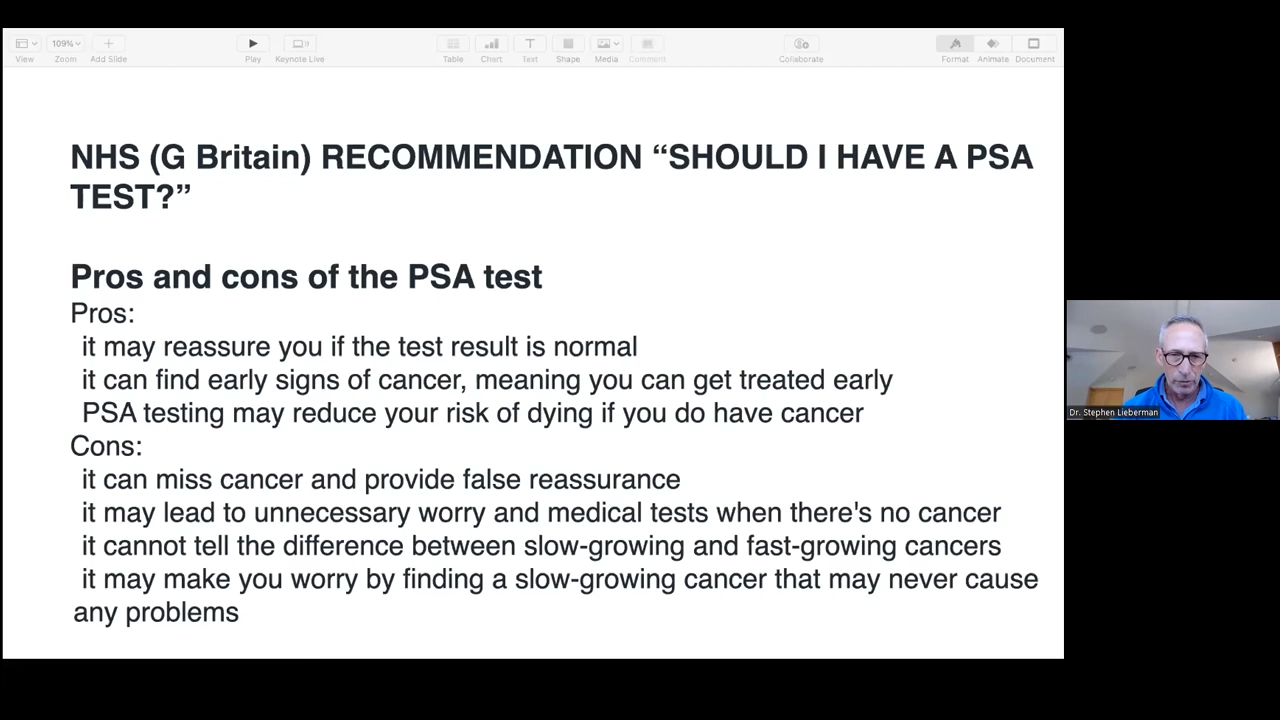 View
109%
Zoom
Add Slide
Play
Keynote Live
Table
Chart
Text
Shape
Media
Comment
Collaborate
Format
Animate
Document
NHS (G Britain) RECOMMENDATION “SHOULD I HAVE A PSA
TEST?”
Pros and cons of the PSA test
Pros:
it may reassure you if the test result is normal
it can find early signs of cancer, meaning you can get treated early
PSA testing may reduce your risk of dying if you do have cancer
Cons:
it can miss cancer and provide false reassurance
it may lead to unnecessary worry and medical tests when there's no cancer
it cannot tell the difference between slow-growing and fast-growing cancers
it may make you worry by finding a slow-growing cancer that may never cause
any problems
Dr. Stephen Lieberman